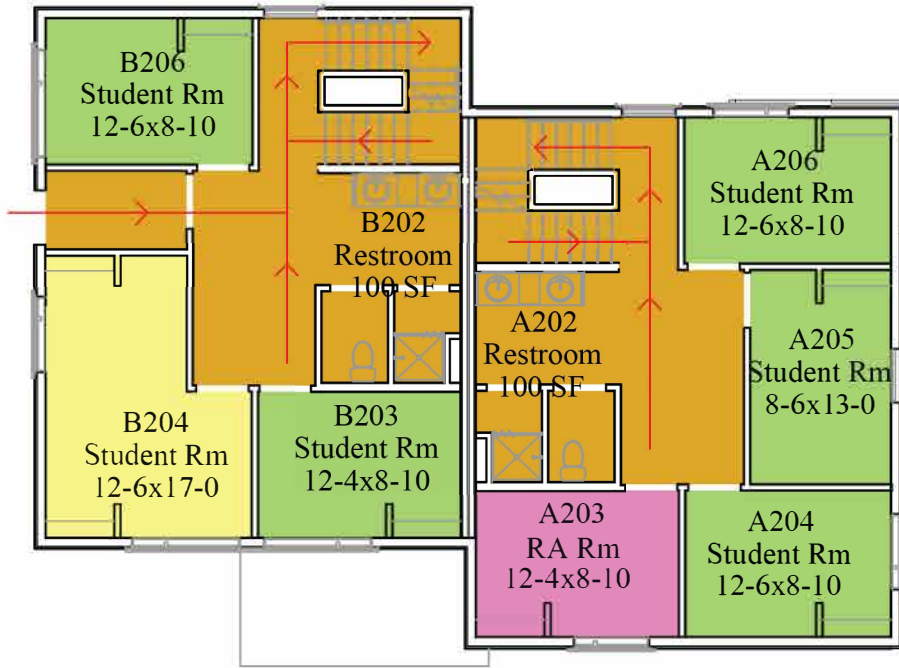 B206
Student Rm
12-6x8-10
B202
Restroom
100 SF
B204
Student Rm
12-6x17-0
B203
Student Rm
12-4x8-10
A206
Student Rm
12-6x8-10
A202
Restroom
100 SF
A205
Student Rm
8-6x13-0
A203
RA Rm
12-4x8-10
A204
Student Rm
12-6x8-10